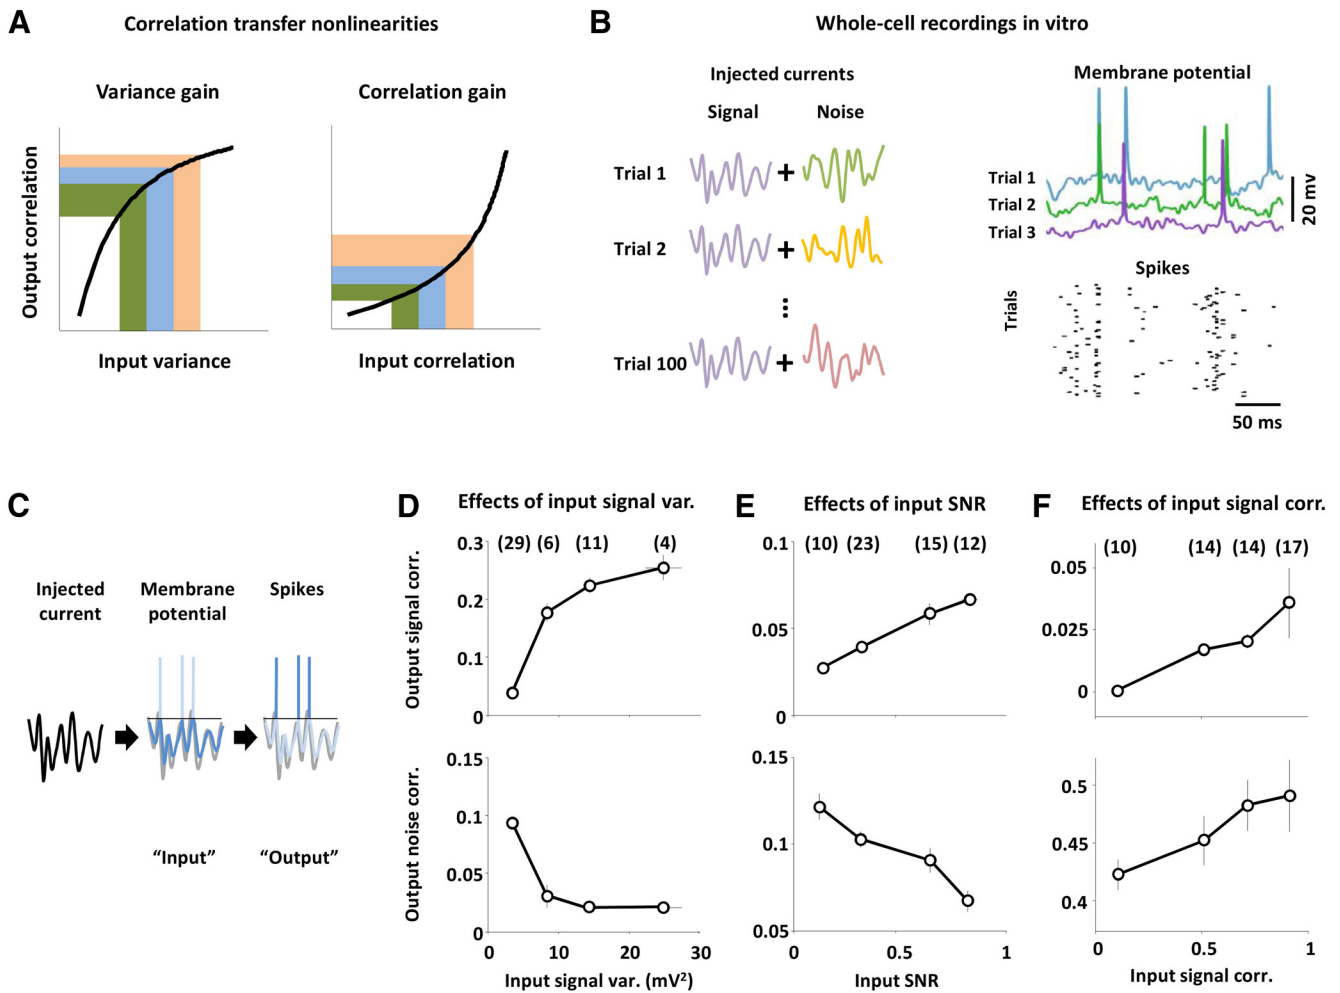 A
Correlation transfer nonlinearities
Variance gain
Correlation gain
Output correlation
Input variance
Input correlation
B
Whole-cell recordings in vitro
Injected currents
Signal
Noise
Trial 1
+
Trial 2
+
Trial 100
+
Membrane potential
Trial 1
Trial 2
Trial 3
20 mv
Spikes
Trials
50 ms
C
Injected
current
Membrane
potential
Spikes
“Input”
“Output”
D
Effects of input signal var.
Output signal corr.
0.3
0.2
0.1
0
(29)
(6)
(11)
(4)
Output noise corr.
0.15
0.1
0.05
0
0
10
20
30
Input signal var. (mV²)
E
Effects of input SNR
0.1
0.05
0
(10)
(23)
(15)
(12)
0.15
0.1
0.05
0
0.5
1
Input SNR
F
Effects of input signal corr.
0.05
0.025
0
(10)
(14)
(14)
(17)
0.5
0.45
0.4
0
0.5
1
Input signal corr.